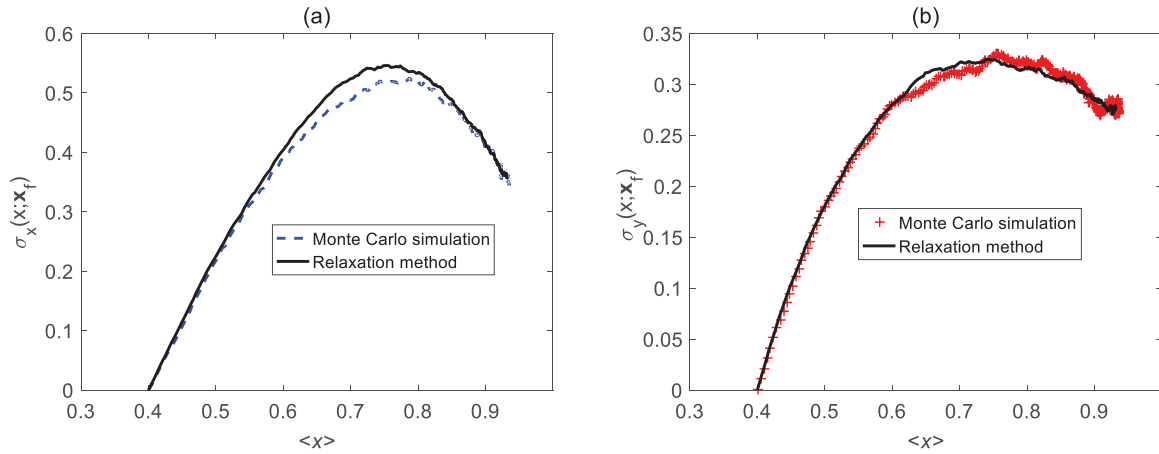 (a)
σx(x;xf)
0.6
0.5
0.4
0.3
0.2
0.1
0
Monte Carlo simulation
Relaxation method
0.3 0.4 0.5 0.6 0.7 0.8 0.9
<x>
(b)
σy(x;xf)
0.35
0.3
0.25
0.2
0.15
0.1
0.05
0
Monte Carlo simulation
Relaxation method
0.3 0.4 0.5 0.6 0.7 0.8 0.9
<x>